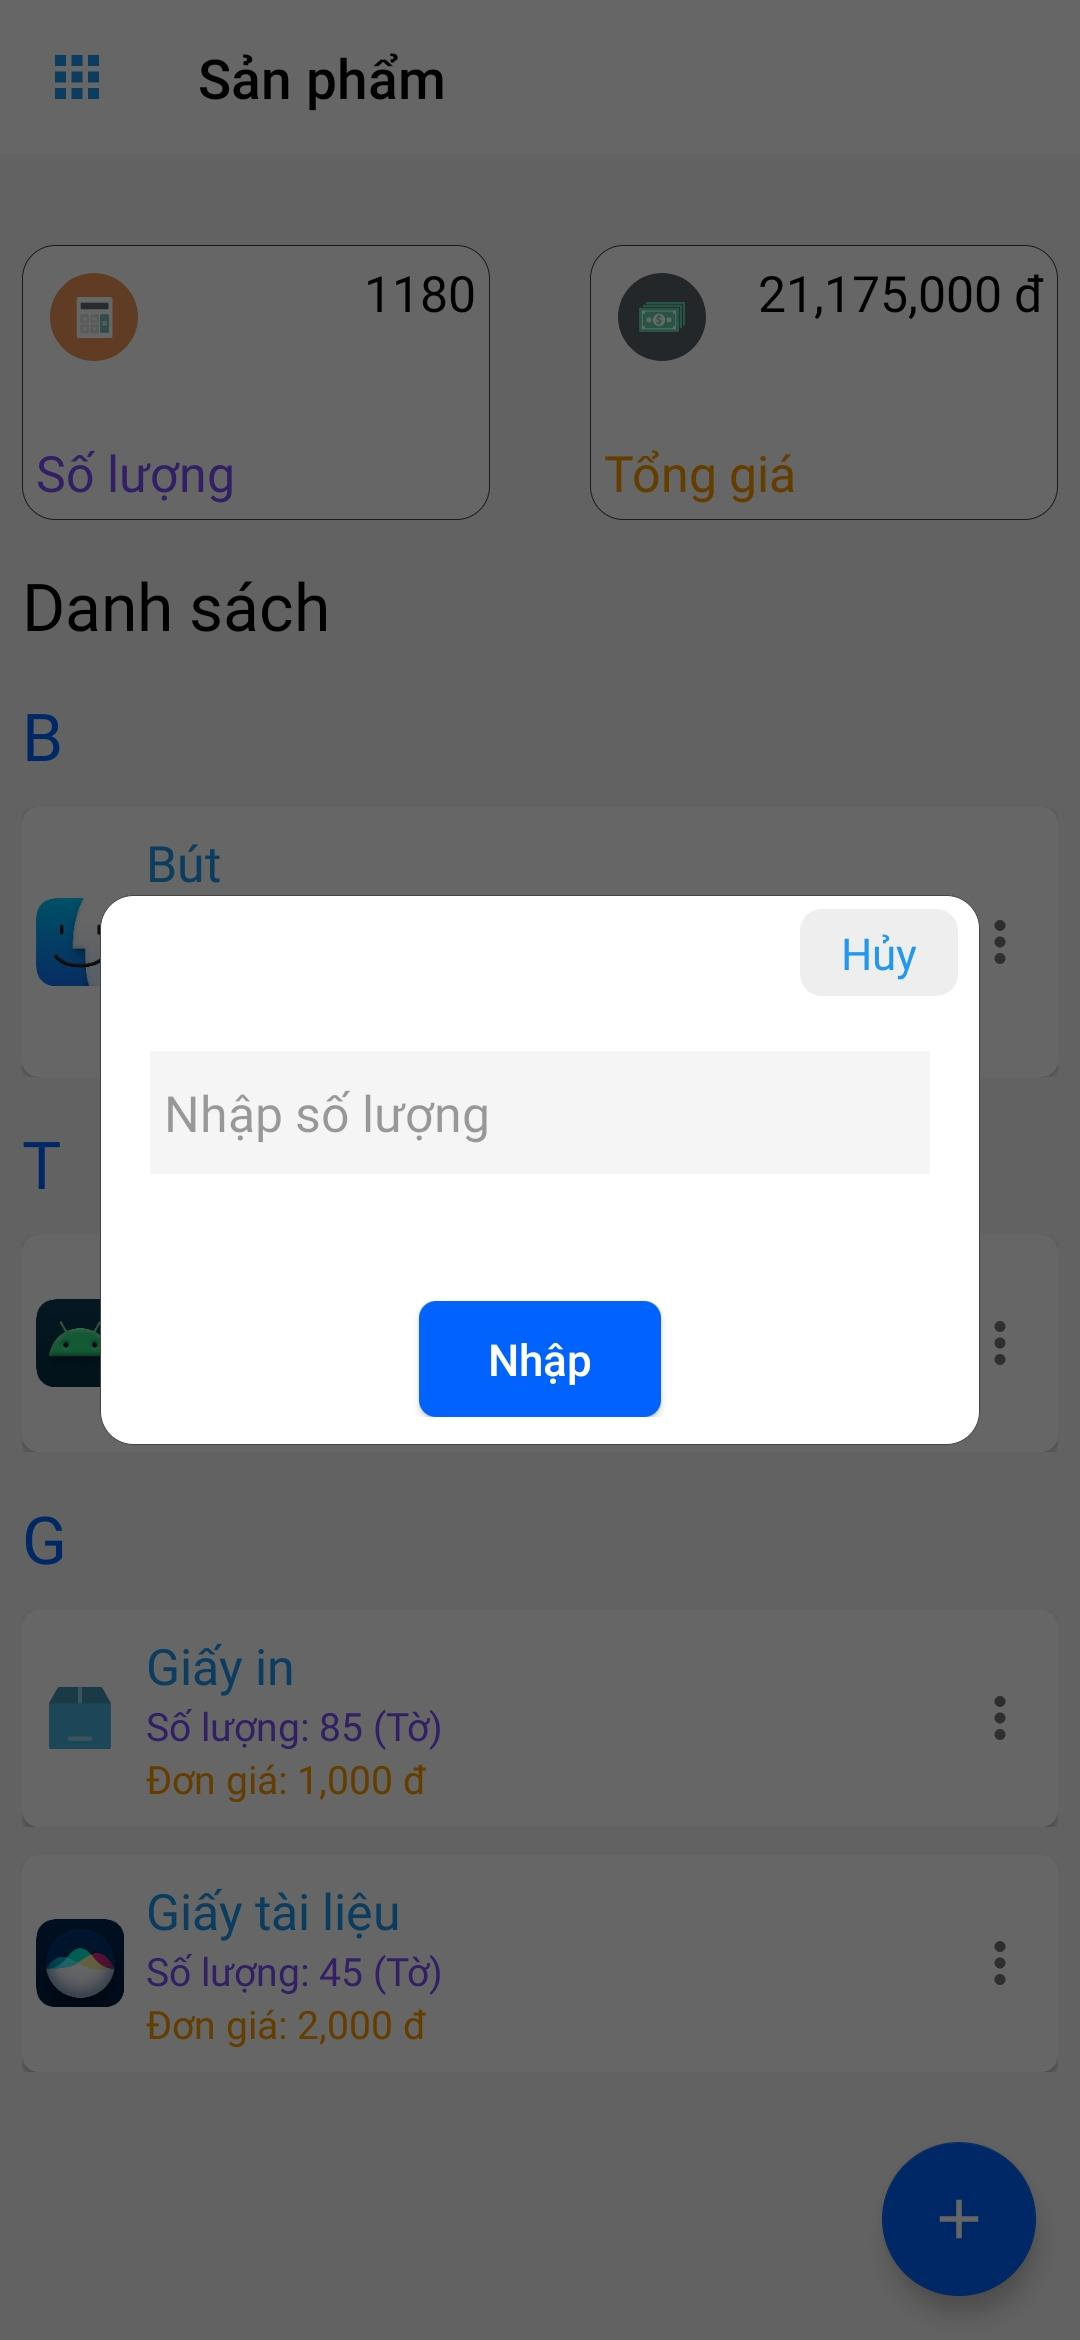 Sản phẩm
1180
21,175,000 đ
Số lượng
Tổng giá
Danh sách
B
Bút
Hủy
Nhập số lượng
T
Nhập
G
Giấy in
Số lượng: 85 (Tờ)
Đơn giá: 1,000 đ
Giấy tài liệu
Số lượng: 45 (Tờ)
Đơn giá: 2,000 đ